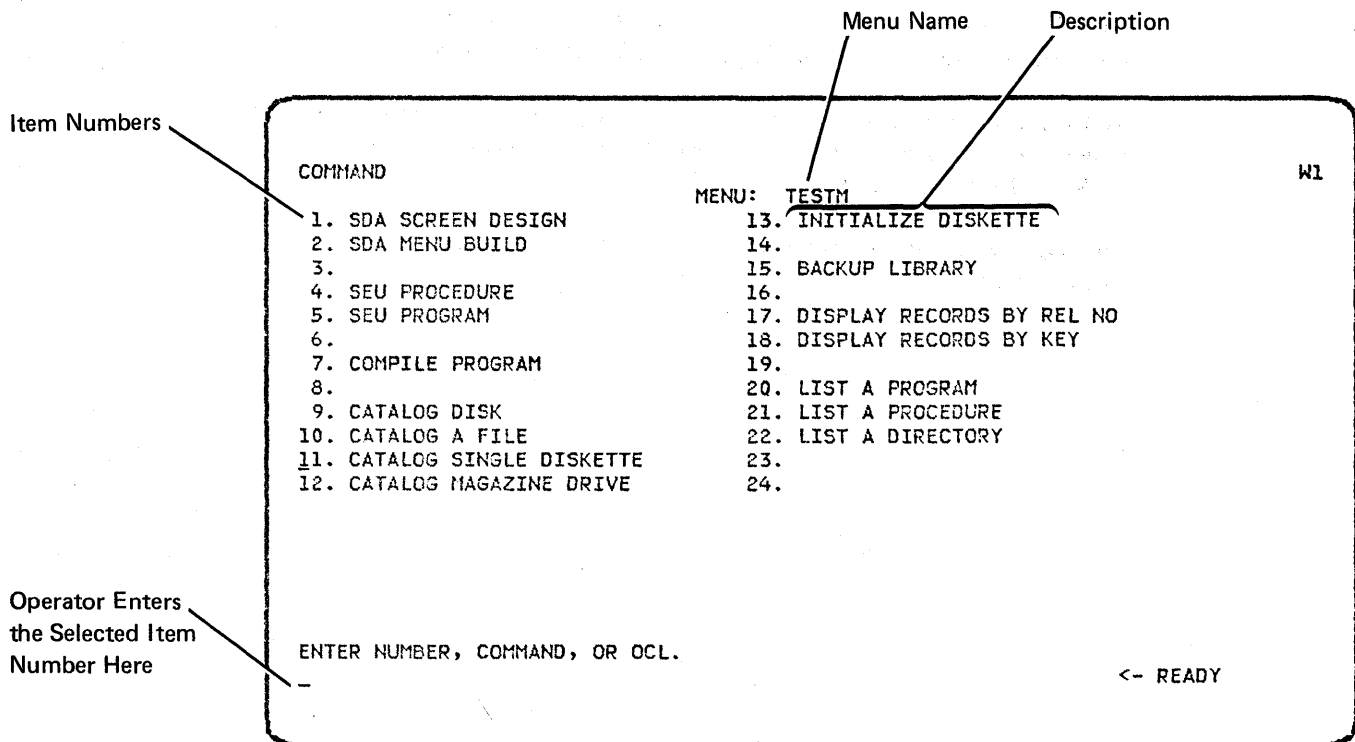 Menu Name
Description
Item Numbers
COMMAND
W1
MENU: TESTM
1. SDA SCREEN DESIGN
13. INITIALIZE DISKETTE
2. SDA MENU BUILD
14.
3.
15. BACKUP LIBRARY
4. SEU PROCEDURE
16.
5. SEU PROGRAM
17. DISPLAY RECORDS BY REL NO
6.
18. DISPLAY RECORDS BY KEY
7. COMPILE PROGRAM
19.
8.
20. LIST A PROGRAM
9. CATALOG DISK
21. LIST A PROCEDURE
10. CATALOG A FILE
22. LIST A DIRECTORY
11. CATALOG SINGLE DISKETTE
23.
12. CATALOG MAGAZINE DRIVE
24.
Operator Enters
the Selected Item
Number Here
ENTER NUMBER, COMMAND, OR OCL.
_
<- READY